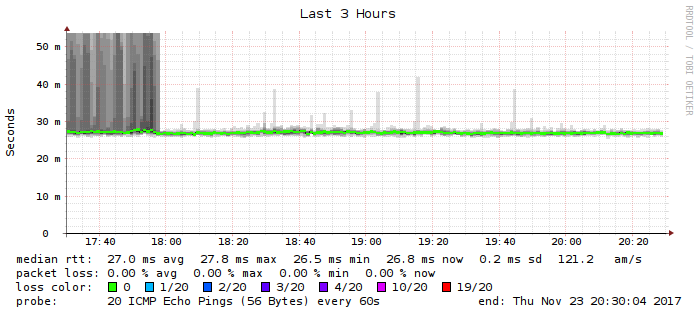 Last 3 Hours
RRDTOOL / TOBI OETIKER
Seconds
50 m
40 m
30 m
20 m
10 m
0
17:40 18:00 18:20 18:40 19:00 19:20 19:40 20:00 20:20
median rtt: 27.0 ms avg 27.8 ms max 26.5 ms min 26.8 ms now 0.2 ms sd 121.2 am/s
packet loss: 0.00 % avg 0.00 % max 0.00 % min 0.00 % now
loss color: 0 1/20 2/20 3/20 4/20 10/20 19/20
probe: 20 ICMP Echo Pings (56 Bytes) every 60s end: Thu Nov 23 20:30:04 2017